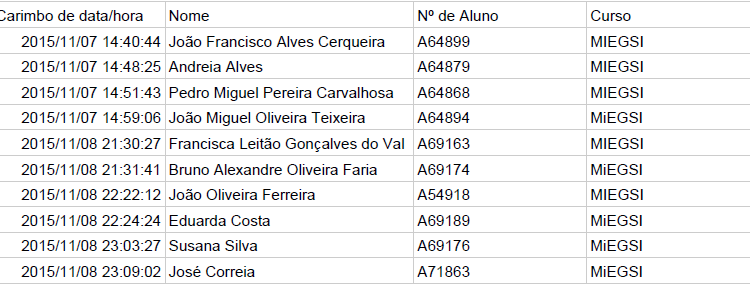 Carimbo de data/hora Nome Nº de Aluno Curso
2015/11/07 14:40:44 João Francisco Alves Cerqueira A64899 MIEGSI
2015/11/07 14:48:25 Andreia Alves A64879 MIEGSI
2015/11/07 14:51:43 Pedro Miguel Pereira Carvalhosa A64868 MIEGSI
2015/11/07 14:59:06 João Miguel Oliveira Teixeira A64894 MiEGSI
2015/11/08 21:30:27 Francisca Leitão Gonçalves do Val A69163 MIEGSI
2015/11/08 21:31:41 Bruno Alexandre Oliveira Faria A69174 MiEGSI
2015/11/08 22:22:12 João Oliveira Ferreira A54918 MIEGSI
2015/11/08 22:24:24 Eduarda Costa A69189 MiEGSI
2015/11/08 23:03:27 Susana Silva A69176 MiEGSI
2015/11/08 23:09:02 José Correia A71863 MiEGSI